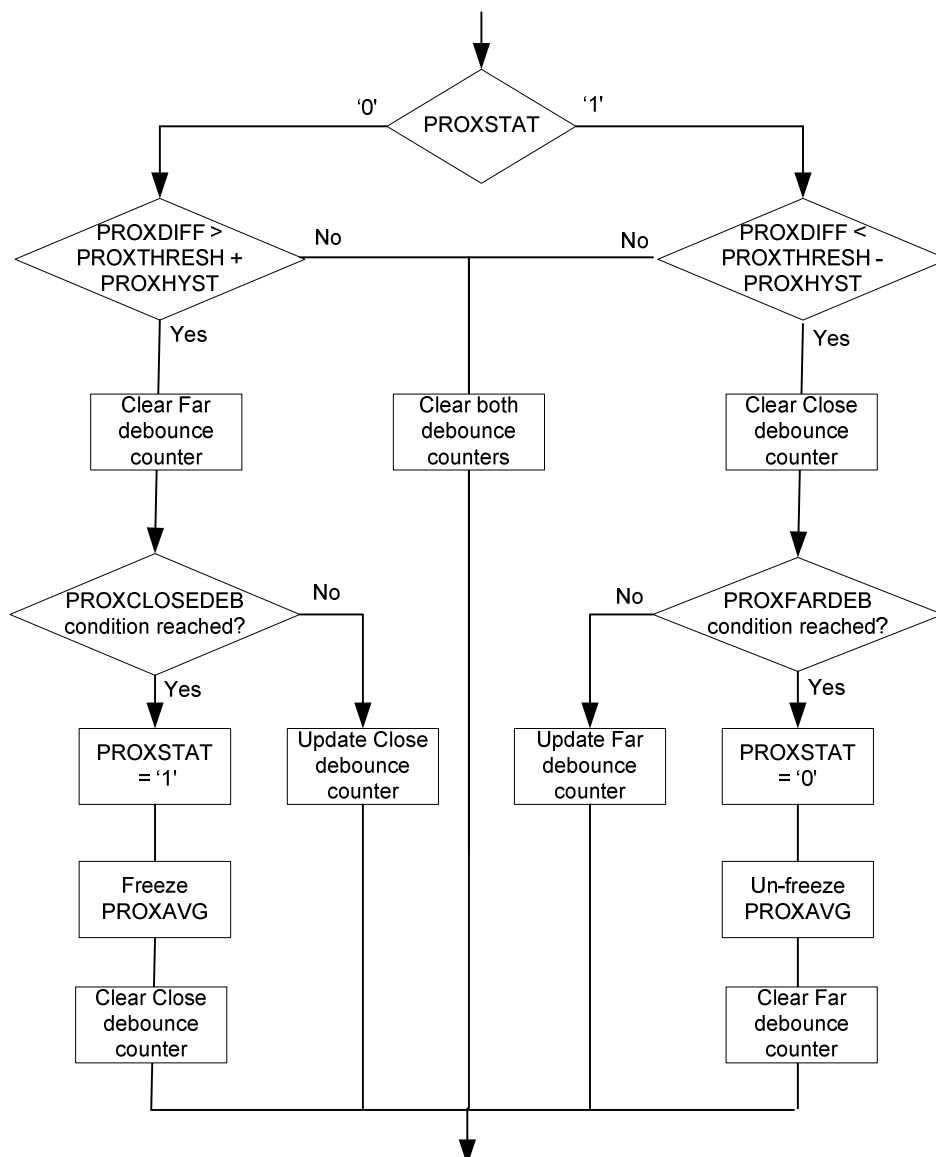 ‘0’
‘1’
PROXSTAT
PROXDIFF >
PROXTHRESH +
PROXHYST
No
No
PROXDIFF <
PROXTHRESH -
PROXHYST
Yes
Yes
Clear Far
debounce
counter
Clear both
debounce
counters
Clear Close
debounce
counter
PROXCLOSEDEB
condition reached?
No
No
PROXFARDEB
condition reached?
Yes
Yes
PROXSTAT
= ‘1’
Update Close
debounce
counter
Update Far
debounce
counter
PROXSTAT
= ‘0’
Freeze
PROXAVG
Un-freeze
PROXAVG
Clear Close
debounce
counter
Clear Far
debounce
counter